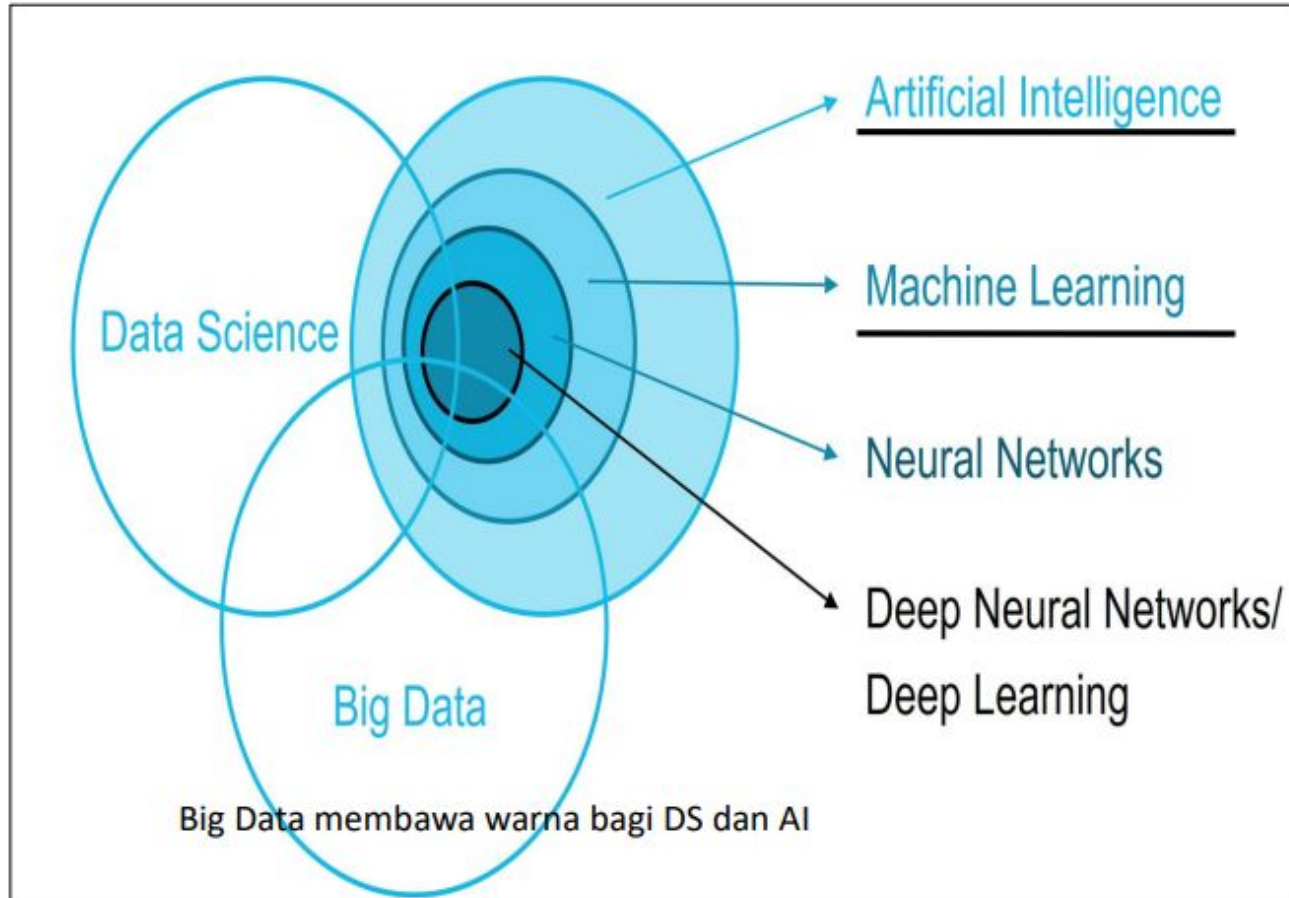 Artificial Intelligence
Machine Learning
Data Science
Neural Networks
Deep Neural Networks/
Deep Learning
Big Data
Big Data membawa warna bagi DS dan AI